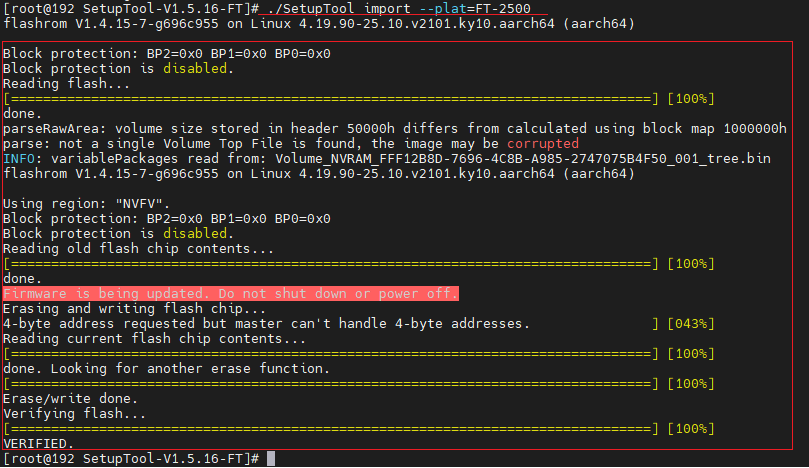 [root@192 SetupTool-V1.5.16-FT]# ./SetupTool import --plat=FT-2500
flashrom V1.4.15-7-g696c955 on Linux 4.19.90-25.10.v2101.ky10.aarch64 (aarch64)
Block protection: BP2=0x0 BP1=0x0 BP0=0x0
Block protection is disabled.
Reading flash...
[================================================================================] [100%]
done.
parseRawArea: volume size stored in header 50000h differs from calculated using block map 1000000h
parse: not a single Volume Top File is found, the image may be corrupted
INFO: variablePackages read from: Volume_NVRAM_FFF12B8D-7696-4C8B-A985-2747075B4F50_001_tree.bin
flashrom V1.4.15-7-g696c955 on Linux 4.19.90-25.10.v2101.ky10.aarch64 (aarch64)
Using region: "NVFV".
Block protection: BP2=0x0 BP1=0x0 BP0=0x0
Block protection is disabled.
Reading old flash chip contents...
[================================================================================] [100%]
done.
Firmware is being updated. Do not shut down or power off.
Erasing and writing flash chip...
4-byte address requested but master can't handle 4-byte addresses.               ] [043%]
Reading current flash chip contents...
[================================================================================] [100%]
done. Looking for another erase function.
[================================================================================] [100%]
Erase/write done.
Verifying flash...
[================================================================================] [100%]
VERIFIED.
[root@192 SetupTool-V1.5.16-FT]#